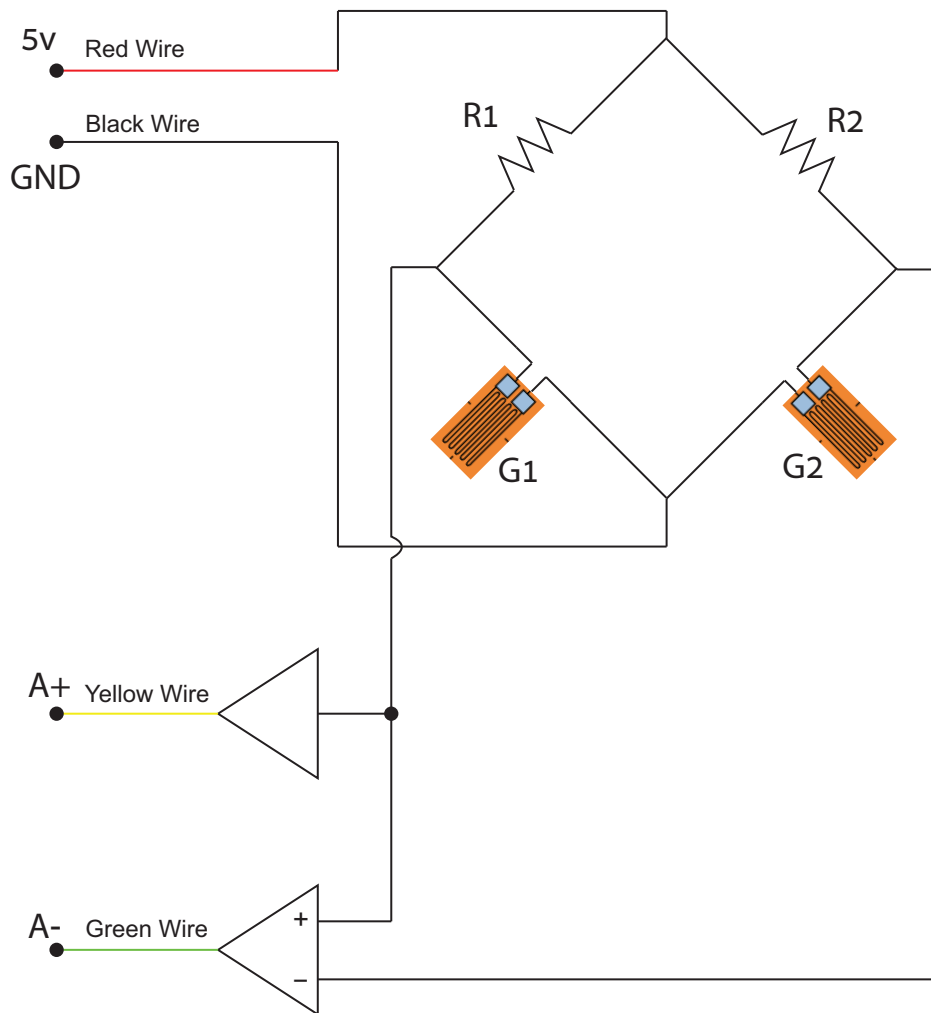 5v
Red Wire
Black Wire
GND
R1
R2
G1
G2
A+
Yellow Wire
A-
Green Wire
+
–